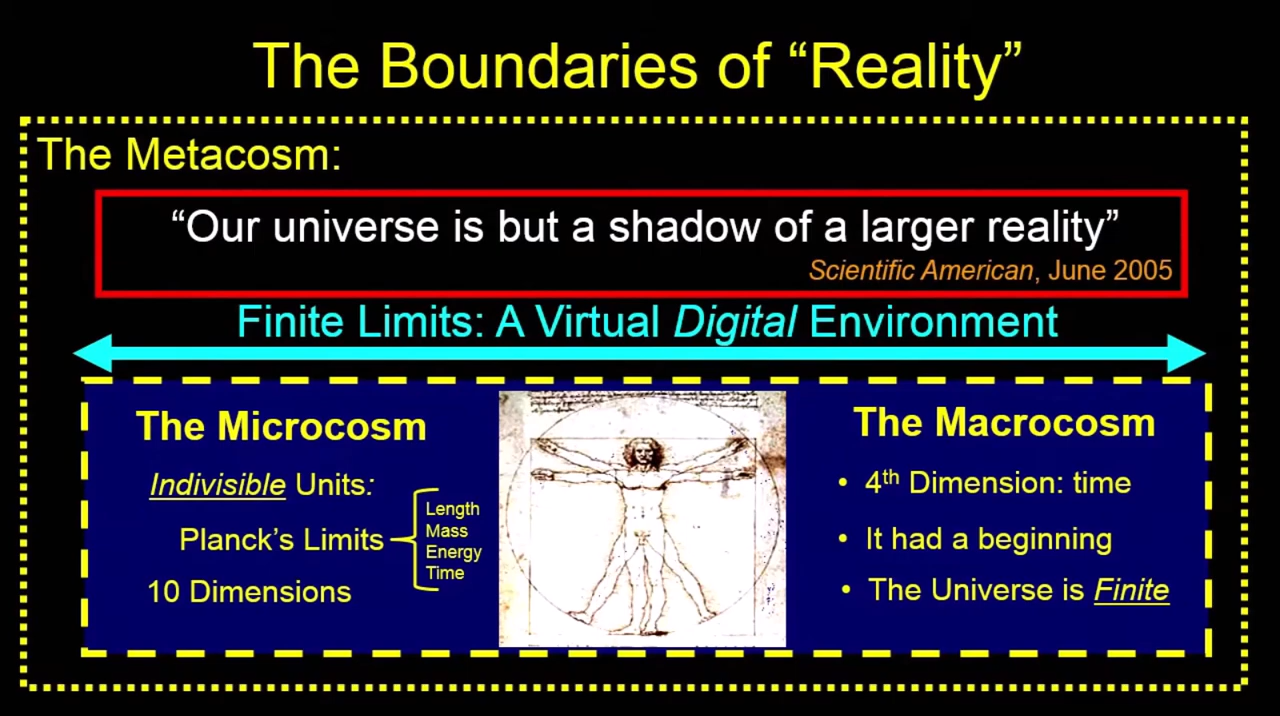 The Boundaries of “Reality”
The Metacosm:
“Our universe is but a shadow of a larger reality”
Scientific American, June 2005
Finite Limits: A Virtual Digital Environment
The Microcosm
Indivisible Units:
Planck’s Limits
Length
Mass
Energy
Time
10 Dimensions
The Macrocosm
• 4th Dimension: time
• It had a beginning
• The Universe is Finite